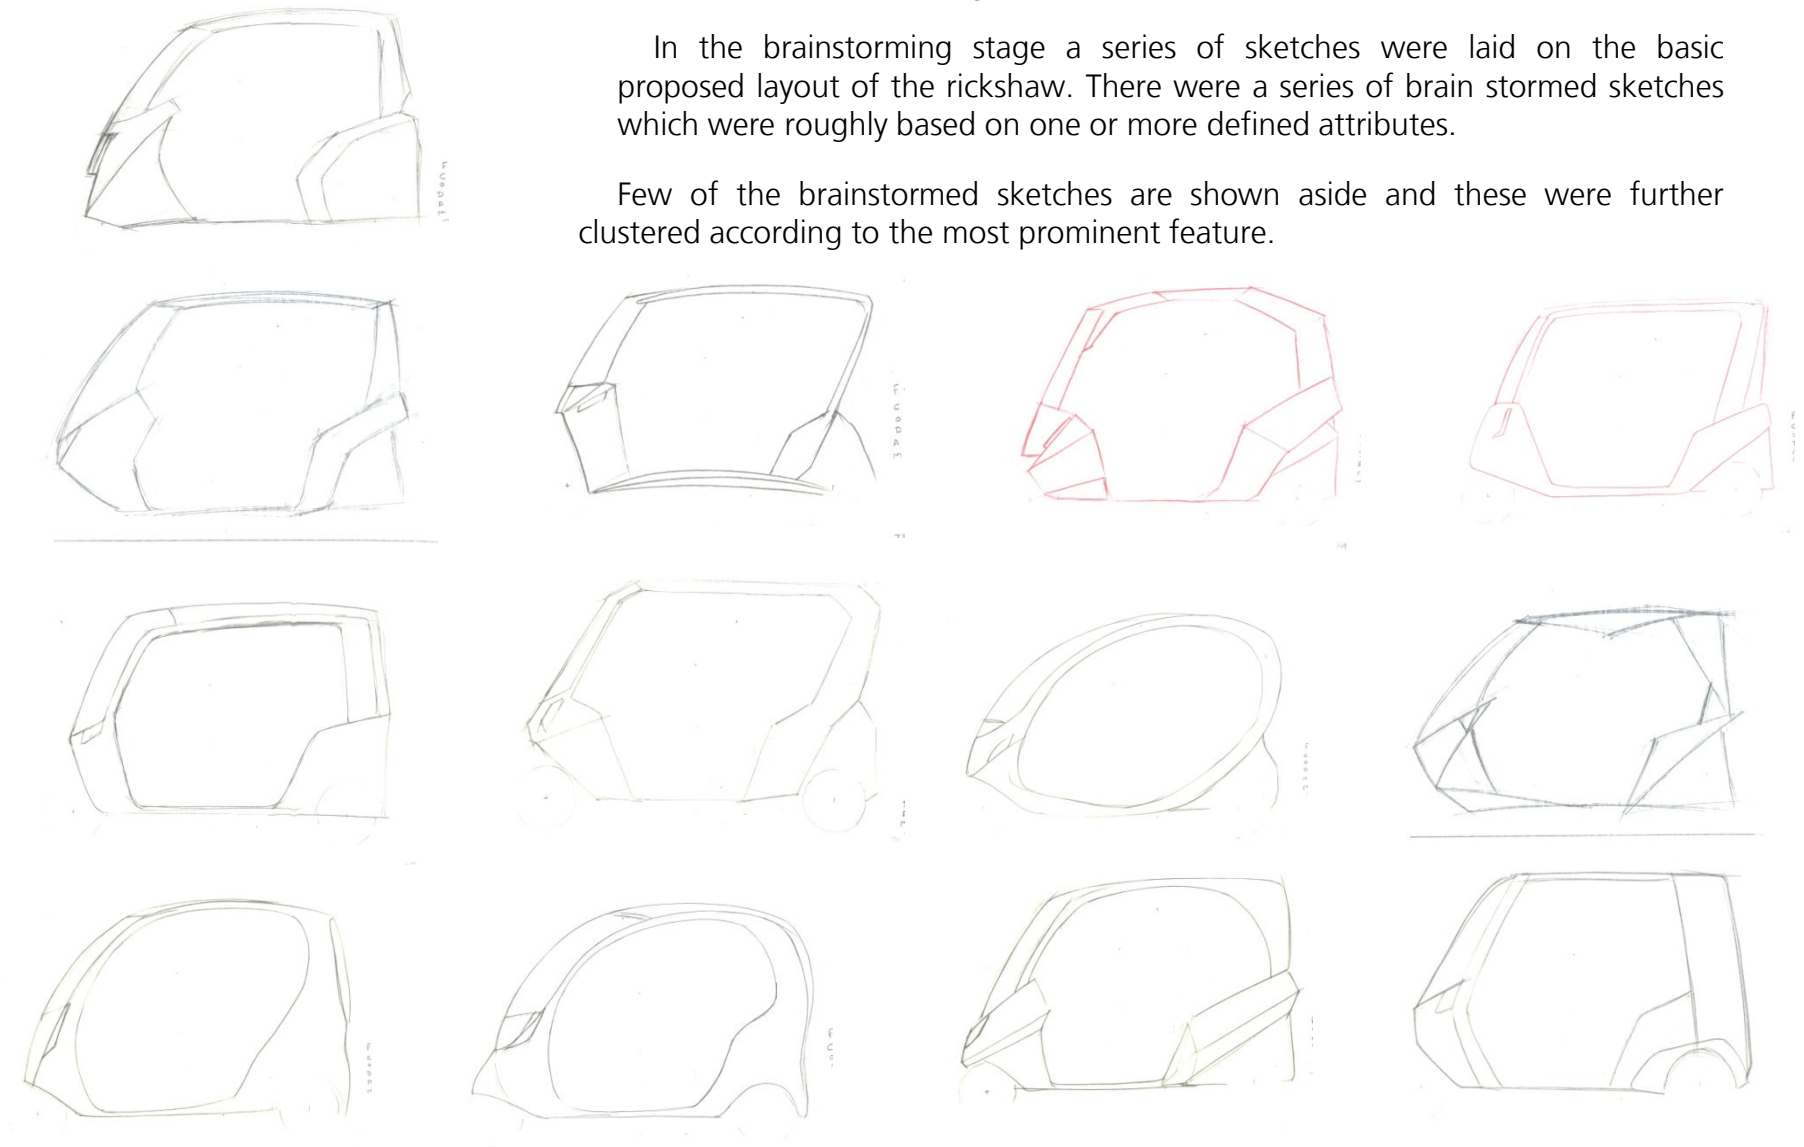 In the brainstorming stage a series of sketches were laid on the basic
proposed layout of the rickshaw. There were a series of brain stormed sketches
which were roughly based on one or more defined attributes.
Few of the brainstormed sketches are shown aside and these were further
clustered according to the most prominent feature.